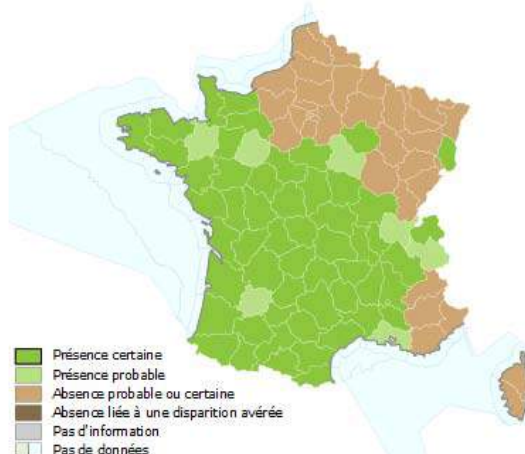 Présence certaine
Présence probable
Absence probable ou certaine
Absence liée à une disparition avérée
Pas d'information
Pas de données